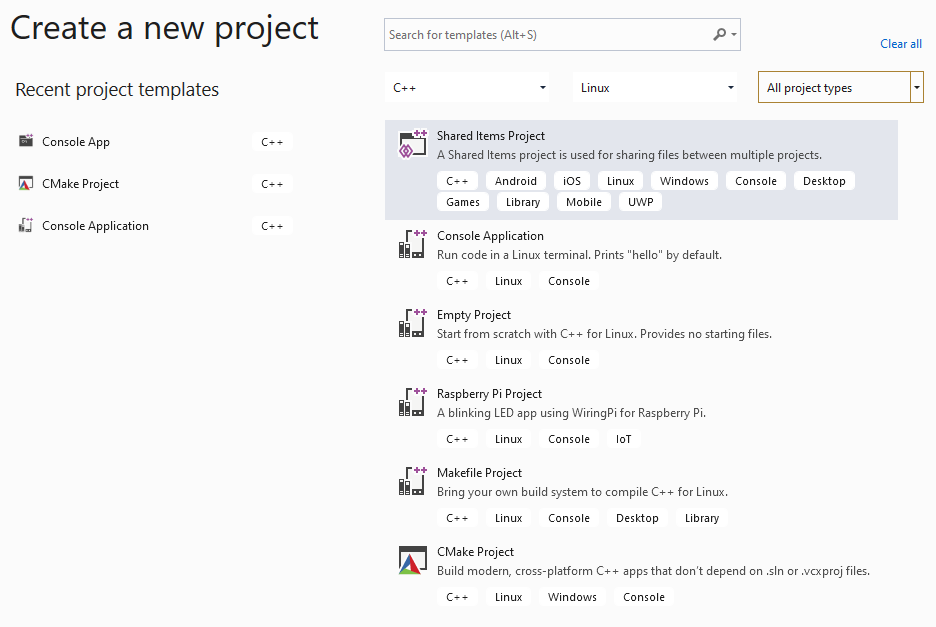 Create a new project
Search for templates (Alt+S)
Clear all
Recent project templates
C++
Linux
All project types
Console App C++
CMake Project C++
Console Application C++
Shared Items Project
A Shared Items project is used for sharing files between multiple projects.
C++ Android iOS Linux Windows Console Desktop
Games Library Mobile UWP
Console Application
Run code in a Linux terminal. Prints "hello" by default.
C++ Linux Console
Empty Project
Start from scratch with C++ for Linux. Provides no starting files.
C++ Linux Console
Raspberry Pi Project
A blinking LED app using WiringPi for Raspberry Pi.
C++ Linux Console IoT
Makefile Project
Bring your own build system to compile C++ for Linux.
C++ Linux Console Desktop Library
CMake Project
Build modern, cross-platform C++ apps that don't depend on .sln or .vcxproj files.
C++ Linux Windows Console